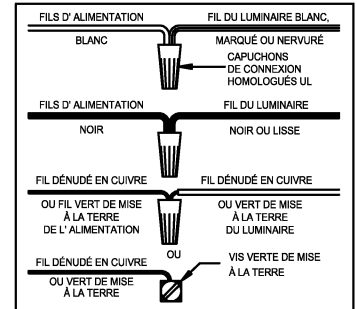 FILS D' ALIMENTATION
FIL DU LUMINAIRE BLANC,
BLANC
MARQUÉ OU NERVURÉ
CAPUCHONS
DE CONNEXION
HOMOLOGUÉS UL
FILS D' ALIMENTATION
FIL DU LUMINAIRE
NOIR
NOIR OU LISSE
FIL DÉNUDÉ EN CUIVRE
FIL DÉNUDÉ EN CUIVRE
OU FIL VERT DE MISE
À LA TERRE
DE L' ALIMENTATION
OU VERT DE MISE
À LA TERRE
DU LUMINAIRE
OU
FIL DÉNUDÉ EN CUIVRE
OU VERT DE MISE
À LA TERRE
VIS VERTE DE MISE
À LA TERRE